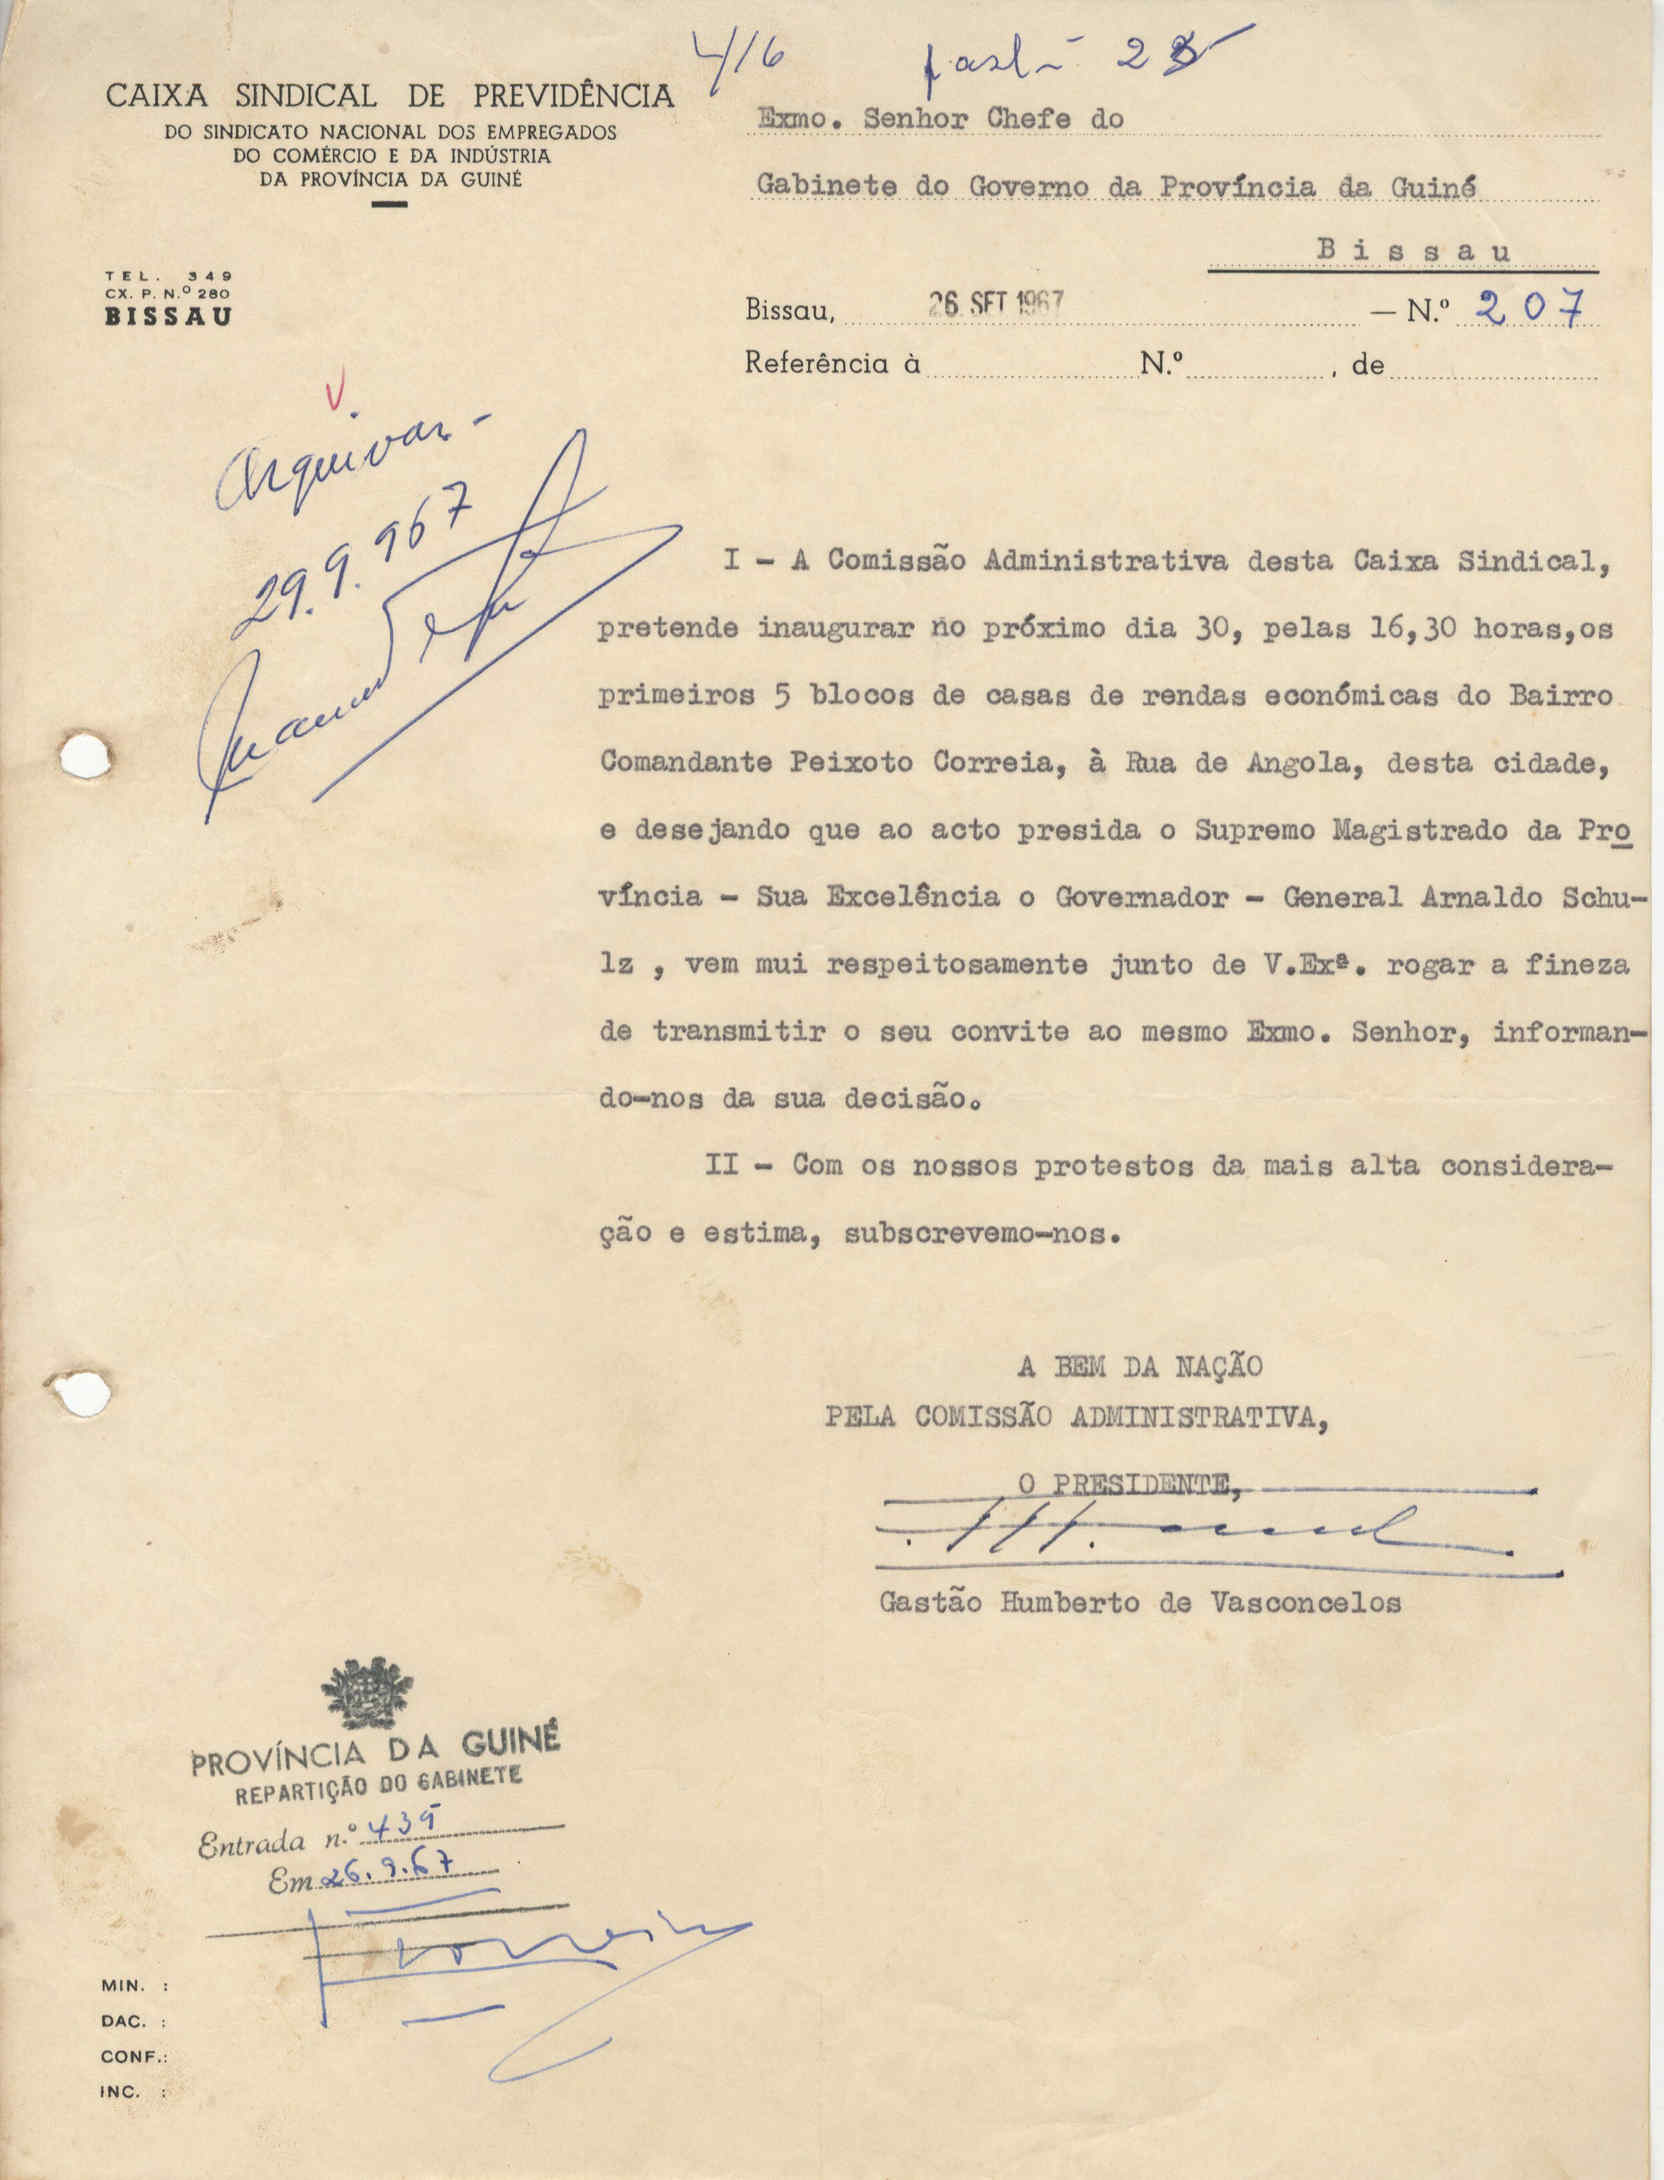 416
CAIXA SINDICAL DE PREVIDÊNCIA
DO SINDICATO NACIONAL DOS EMPREGADOS
DO COMÉRCIO E DA INDÚSTRIA
DA PROVÍNCIA DA GUINÉ
TEL. 349
CX. P. N.º 280
BISSAU
Exmo. Senhor Chefe do
Gabinete do Governo da Província da Guiné
Bissau
Bissau, 26 SET 1967 — N.º 207
Referência à N.º , de
Arquivar -
29.9.967
I - A Comissão Administrativa desta Caixa Sindical,
pretende inaugurar no próximo dia 30, pelas 16,30 horas,os
primeiros 5 blocos de casas de rendas económicas do Bairro
Comandante Peixoto Correia, à Rua de Angola, desta cidade,
e desejando que ao acto presida o Supremo Magistrado da Pro
víncia - Sua Excelência o Governador - General Arnaldo Schu-
lz , vem mui respeitosamente junto de V.Exª. rogar a fineza
de transmitir o seu convite ao mesmo Exmo. Senhor, informan-
do-nos da sua decisão.
II - Com os nossos protestos da mais alta considera-
ção e estima, subscrevemo-nos.
A BEM DA NAÇÃO
PELA COMISSÃO ADMINISTRATIVA,
O PRESIDENTE,
Gastão Humberto de Vasconcelos
PROVÍNCIA DA GUINÉ
REPARTIÇÃO DO GABINETE
Entrada n.º 439
Em 26.9.67
MIN. :
DAC. :
CONF.:
INC. :